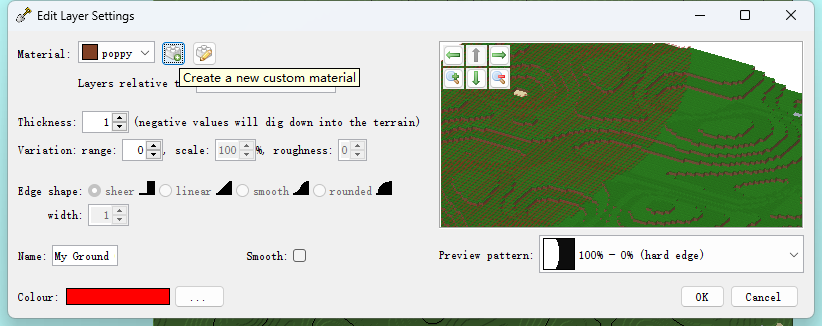 Edit Layer Settings
Material: poppy
Create a new custom material
Layers relative t
Thickness: 1 (negative values will dig down into the terrain)
Variation: range: 0 , scale: 100 %, roughness: 0
Edge shape: sheer linear smooth rounded
width: 1
Name: My Ground Smooth: Preview pattern: 100% - 0% (hard edge)
Colour: ... OK Cancel